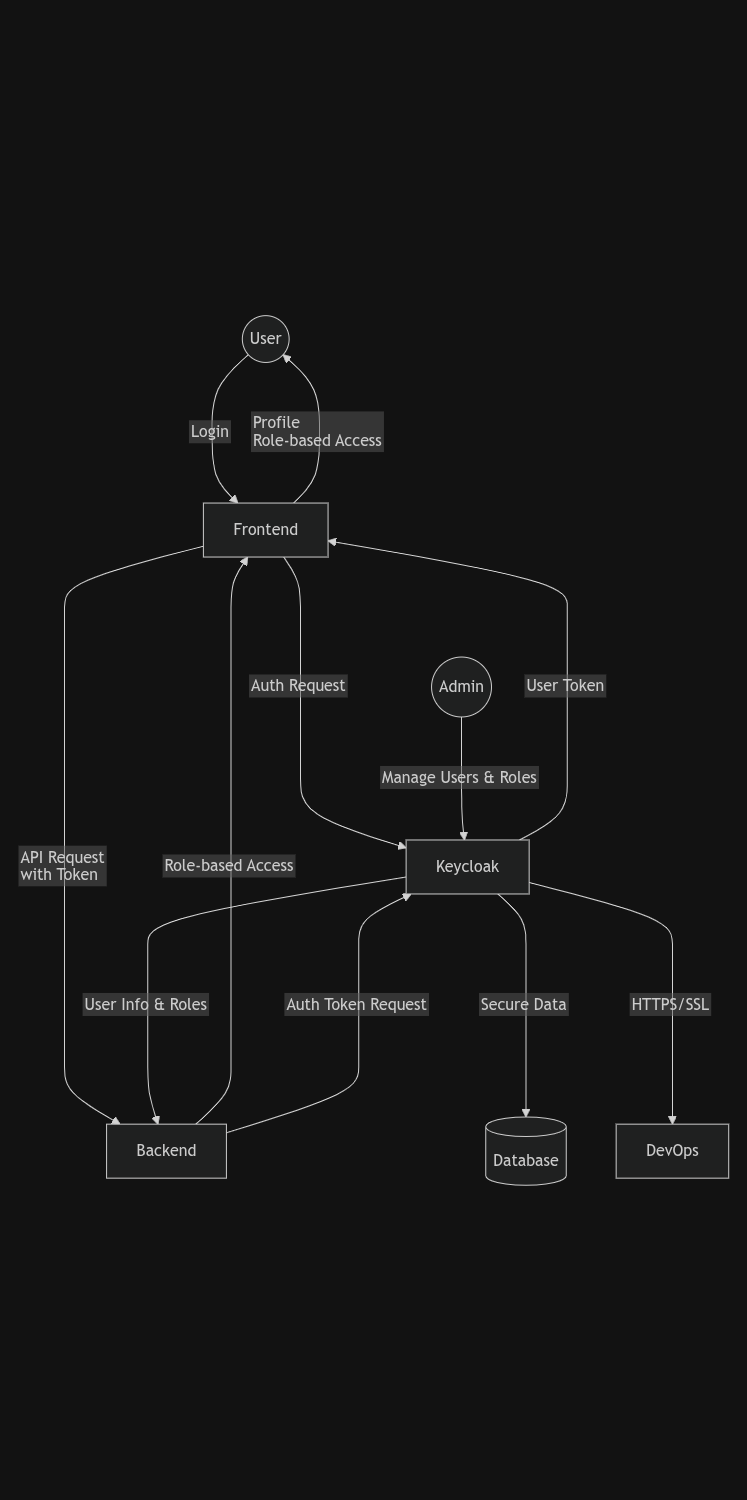 User
Login
Profile
Role-based Access
Frontend
Auth Request
Admin
User Token
Manage Users & Roles
API Request
with Token
Role-based Access
Keycloak
User Info & Roles
Auth Token Request
Secure Data
HTTPS/SSL
Backend
Database
DevOps